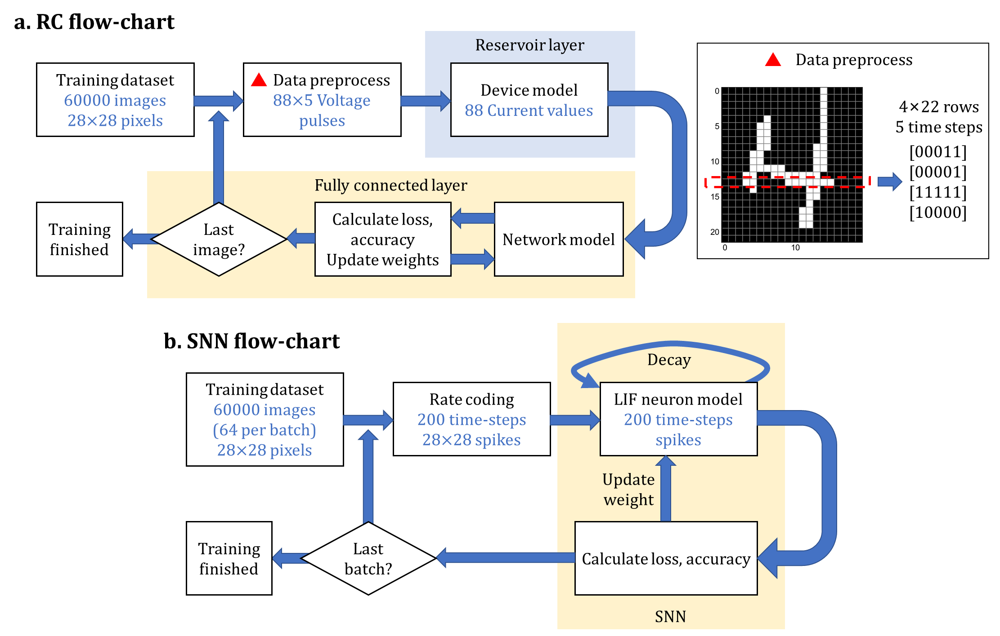 a. RC flow-chart
Training dataset
60000 images
28×28 pixels
Data preprocess
88×5 Voltage
pulses
Reservoir layer
Device model
88 Current values
Fully connected layer
Network model
Calculate loss,
accuracy
Update weights
Last
image?
Training
finished
Data preprocess
0
5
10
15
20
0
10
4×22 rows
5 time steps
[00011]
[00001]
[11111]
[10000]
b. SNN flow-chart
Training dataset
60000 images
(64 per batch)
28×28 pixels
Rate coding
200 time-steps
28×28 spikes
Decay
LIF neuron model
200 time-steps
spikes
Update
weight
Calculate loss, accuracy
SNN
Last
batch?
Training
finished